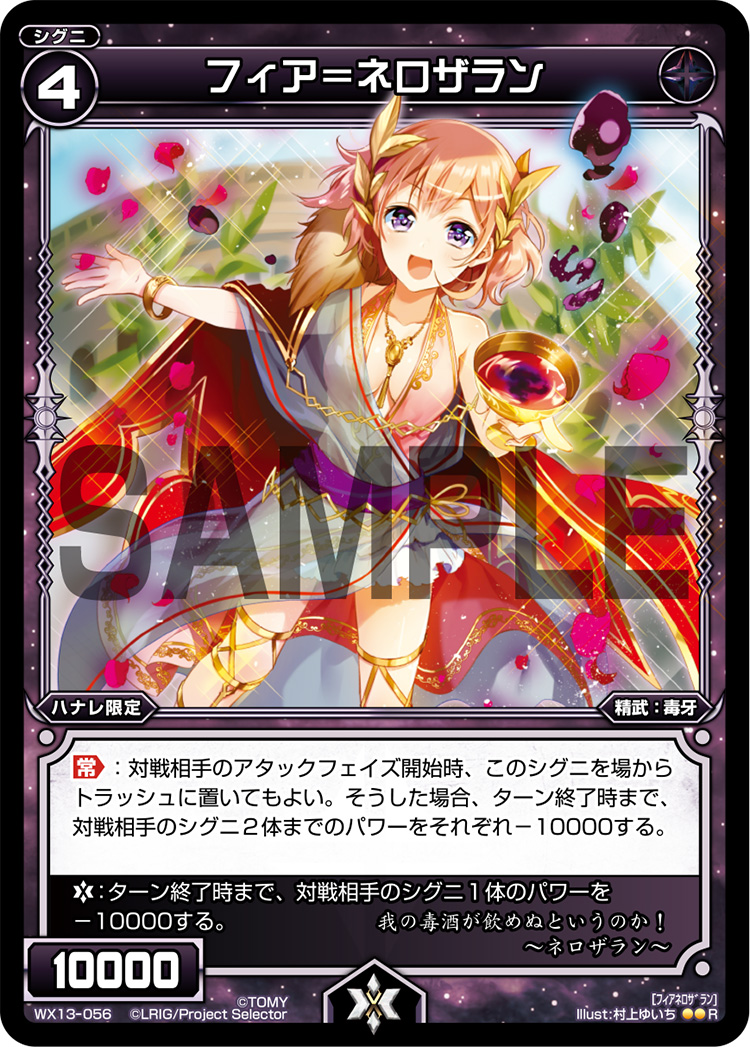 シグニ
4
フィア＝ネロザラン
SAMPLE
ハナレ限定
精武：毒牙
常：対戦相手のアタックフェイズ開始時、このシグニを場から
トラッシュに置いてもよい。そうした場合、ターン終了時まで、
対戦相手のシグニ２体までのパワーをそれぞれ－10000する。
：ターン終了時まで、対戦相手のシグニ１体のパワーを
－10000する。
我の毒酒が飲めぬというのか！
～ネロザラン～
10000
©TOMY
WX13-056 ©LRIG/Project Selector
[フィアネロザラン]
Illust:村上ゆいち R